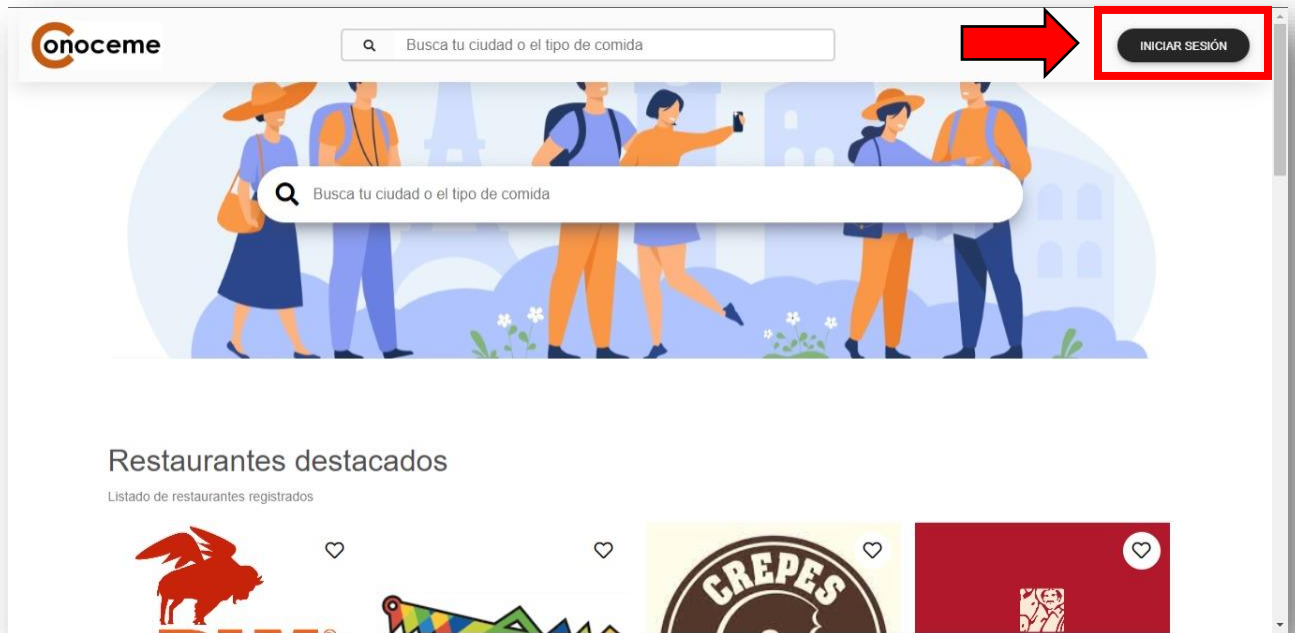 Conoceme
Busca tu ciudad o el tipo de comida
INICIAR SESIÓN
Busca tu ciudad o el tipo de comida
Restaurantes destacados
Listado de restaurantes registrados
CREPES